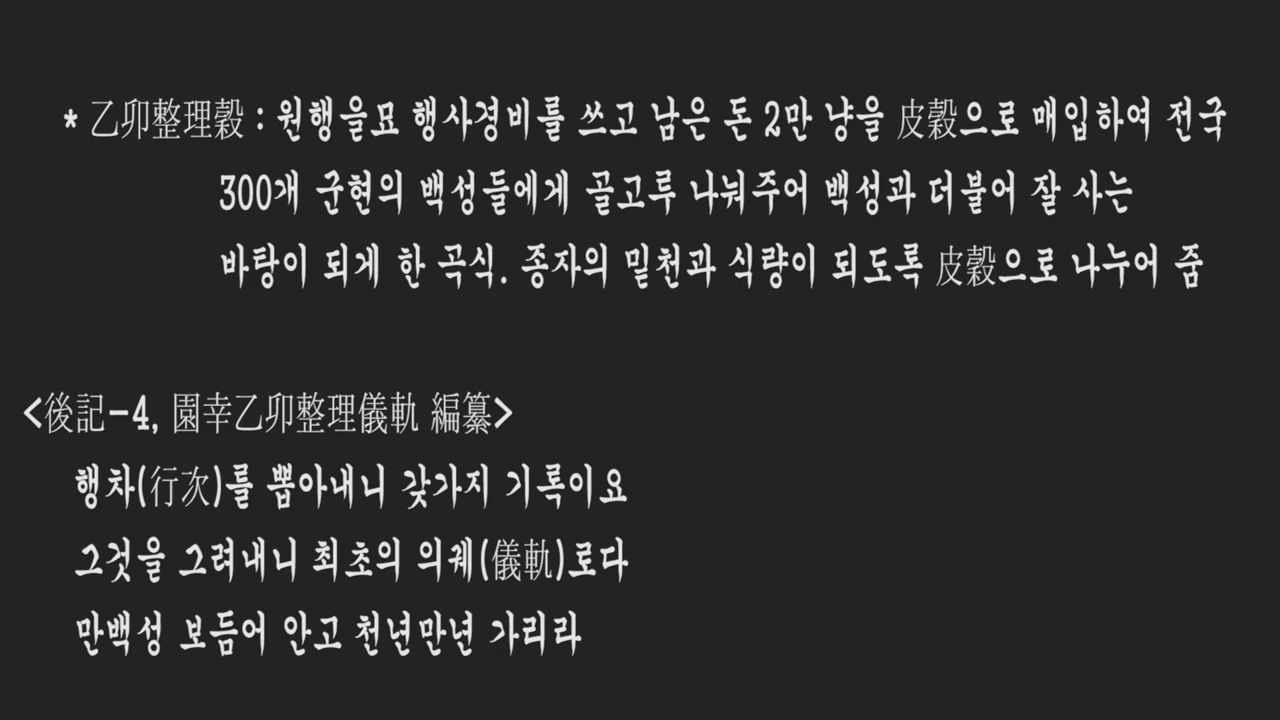 * 乙卯整理穀 : 원행을묘 행사경비를 쓰고 남은 돈 2만 냥을 皮穀으로 매입하여 전국
300개 군현의 백성들에게 골고루 나눠주어 백성과 더불어 잘 사는
바탕이 되게 한 곡식. 종자의 밑천과 식량이 되도록 皮穀으로 나누어 줌
<後記-4, 園幸乙卯整理儀軌 編纂>
행차(行次)를 뽑아내니 갖가지 기록이요
그것을 그려내니 최초의 의궤(儀軌)로다
만백성 보듬어 안고 천년만년 가리라